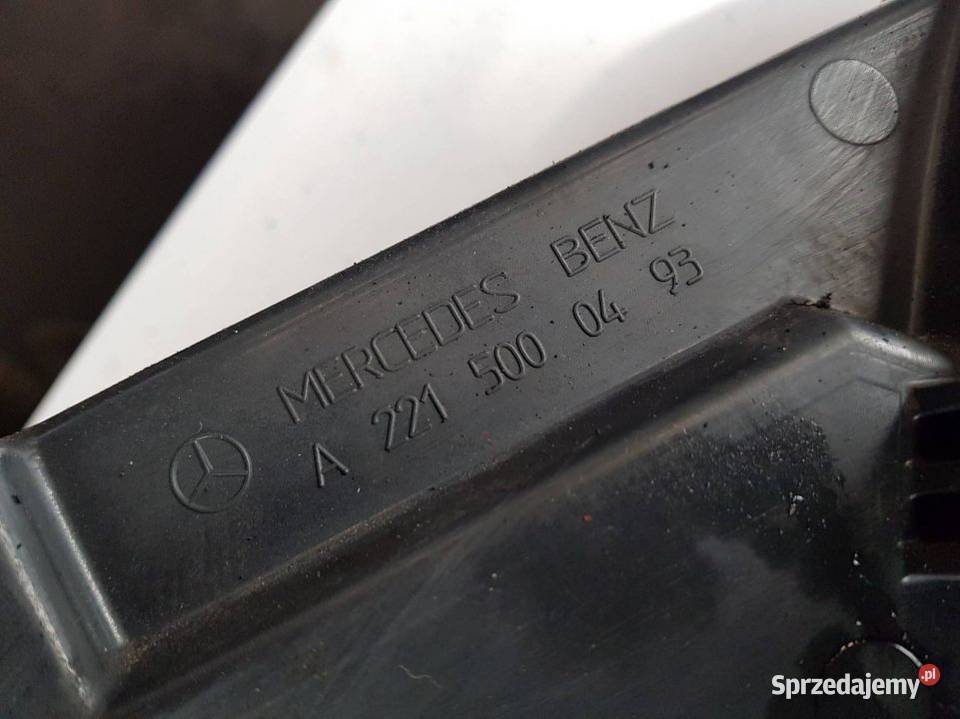 MERCEDES BENZ
A 221 500 04 93
Sprzedajemy.pl